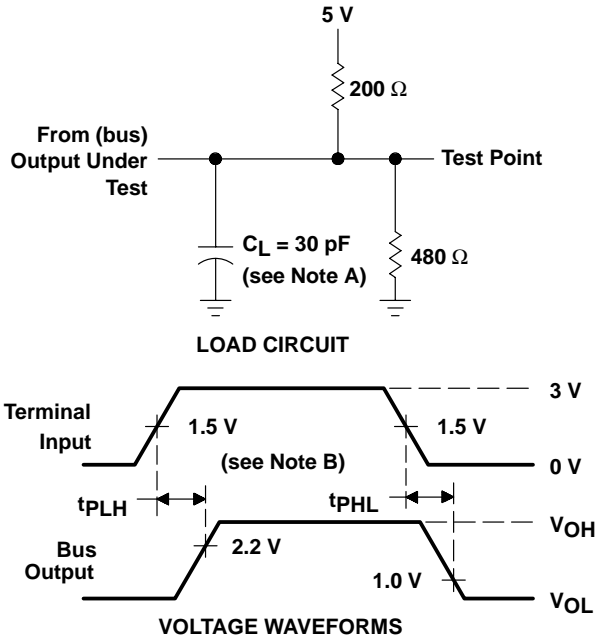 5 V
200 Ω
From (bus)
Output Under
Test
Test Point
CL = 30 pF
(see Note A)
480 Ω
LOAD CIRCUIT
Terminal
Input
1.5 V
1.5 V
3 V
0 V
(see Note B)
tPLH
tPHL
VOH
Bus
Output
2.2 V
1.0 V
VOL
VOLTAGE WAVEFORMS